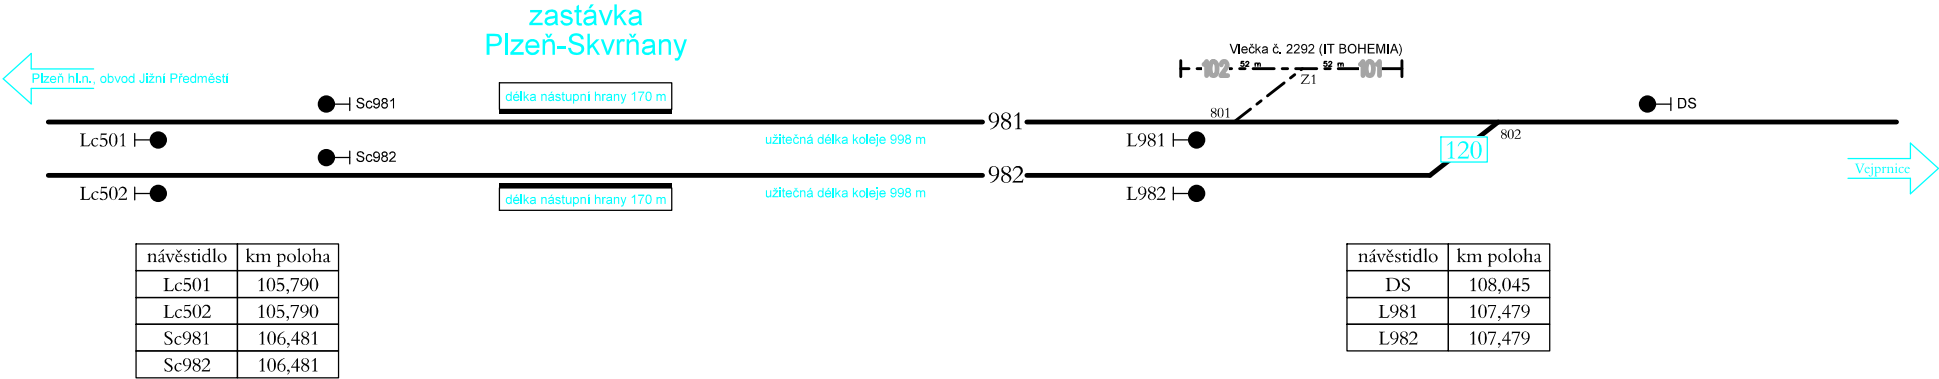 zastávka
Plzeň-Skvrňany
Plzeň hl.n., obvod Jižní Předměstí
Vlečka č. 2292 (IT BOHEMIA)
102 52 m 52 m 101
Z1
Sc981
délka nástupní hrany 170 m
801
DS
981
Lc501
užitečná délka koleje 998 m
L981
802
120
Sc982
982
Vejprnice
Lc502
délka nástupní hrany 170 m
užitečná délka koleje 998 m
L982
návěstidlo km poloha
Lc501 105,790
Lc502 105,790
Sc981 106,481
Sc982 106,481
návěstidlo km poloha
DS 108,045
L981 107,479
L982 107,479